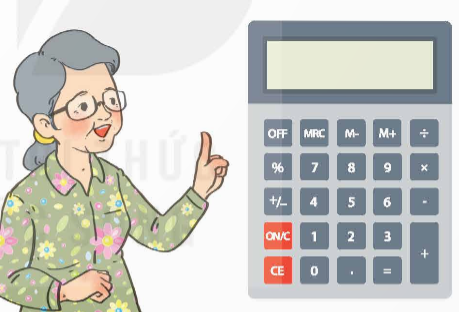 OFF MRC M- M+ ÷
% 7 8 9 ×
+/- 4 5 6 -
ON/C 1 2 3 +
CE 0 . =